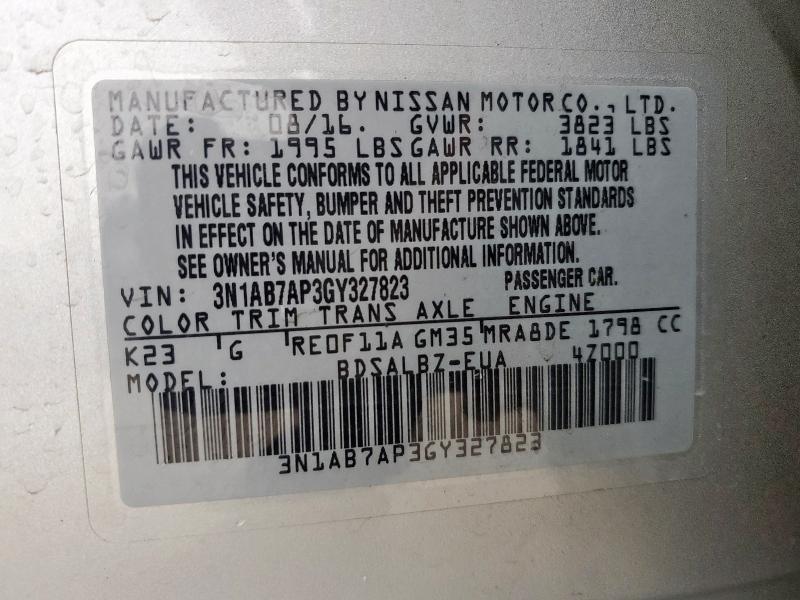 MANUFACTURED BY NISSAN MOTOR CO., LTD.
DATE: 08/16. GVWR: 3823 LBS
GAWR FR: 1995 LBS GAWR RR: 1841 LBS
THIS VEHICLE CONFORMS TO ALL APPLICABLE FEDERAL MOTOR
VEHICLE SAFETY, BUMPER AND THEFT PREVENTION STANDARDS
IN EFFECT ON THE DATE OF MANUFACTURE SHOWN ABOVE.
SEE OWNER'S MANUAL FOR ADDITIONAL INFORMATION.
VIN: 3N1AB7AP3GY327823 PASSENGER CAR.
COLOR TRIM TRANS AXLE ENGINE
K23 G RE0F11A GM35 MRA8DE 1798 CC
MODEL: BDSALBZ-EUA 47000
3N1AB7AP3GY327823